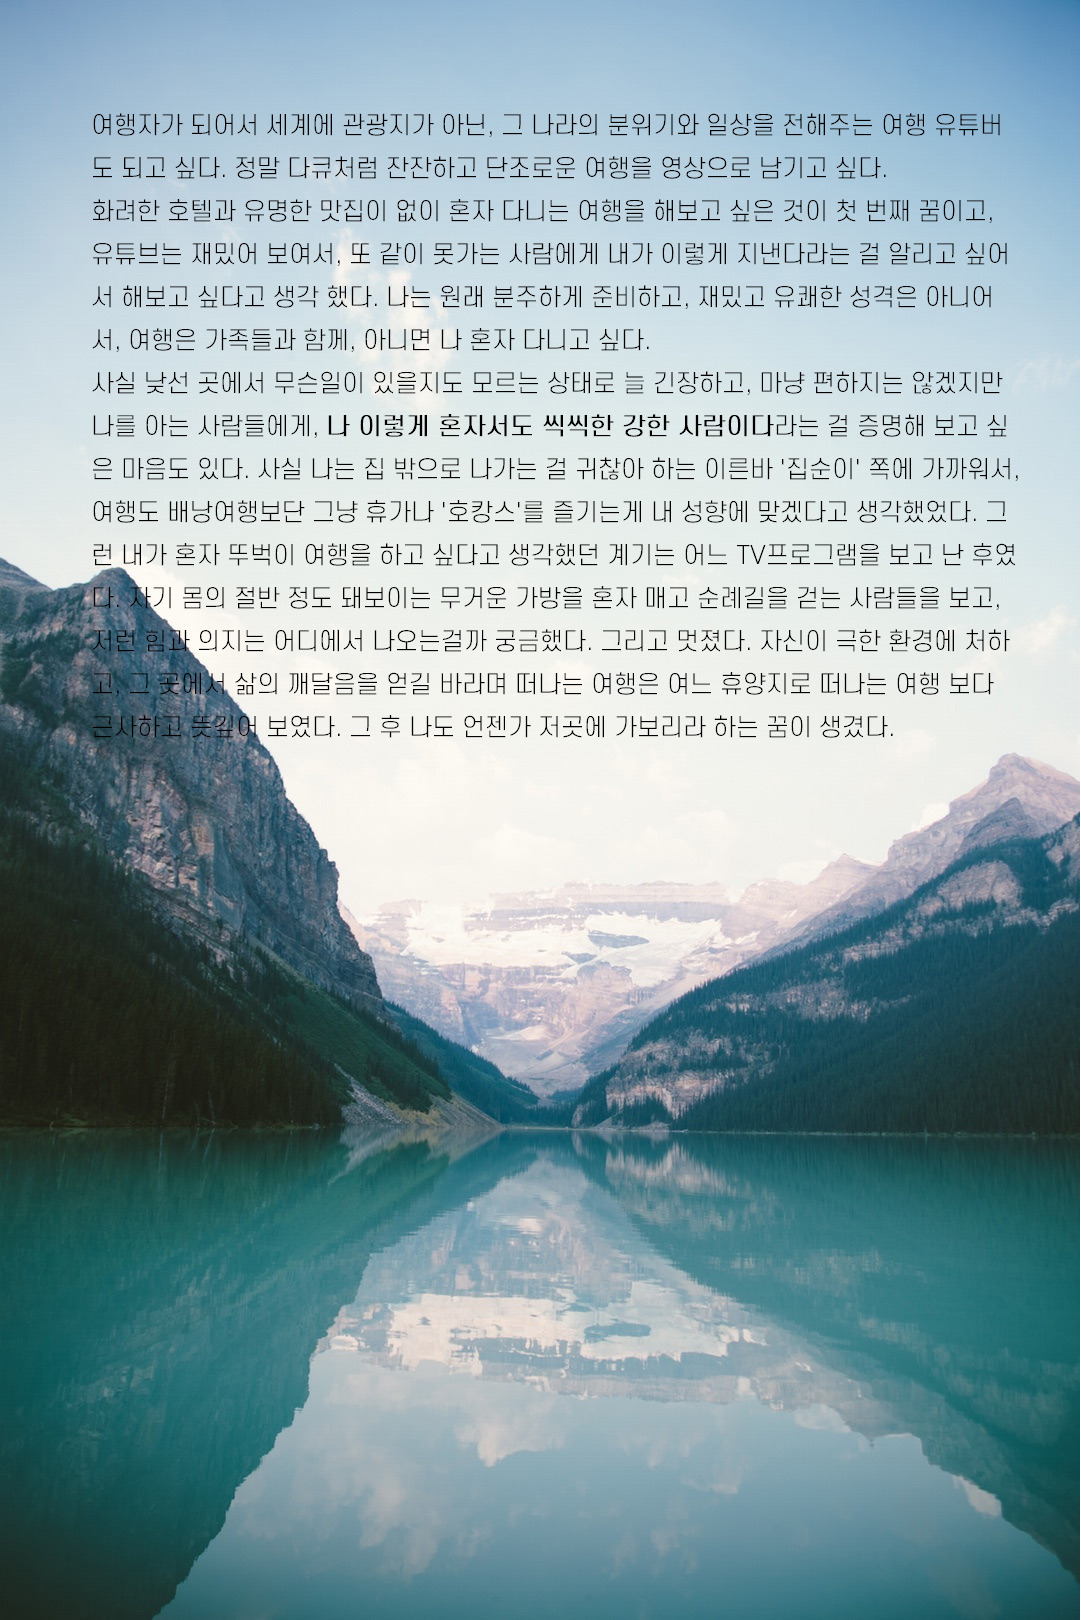 여행자가 되어서 세계에 관광지가 아닌, 그 나라의 분위기와 일상을 전해주는 여행 유튜버
도 되고 싶다. 정말 다큐처럼 잔잔하고 단조로운 여행을 영상으로 남기고 싶다.
화려한 호텔과 유명한 맛집이 없이 혼자 다니는 여행을 해보고 싶은 것이 첫 번째 꿈이고,
유튜브는 재밌어 보여서, 또 같이 못가는 사람에게 내가 이렇게 지낸다라는 걸 알리고 싶어
서 해보고 싶다고 생각 했다. 나는 원래 분주하게 준비하고, 재밌고 유쾌한 성격은 아니어
서, 여행은 가족들과 함께, 아니면 나 혼자 다니고 싶다.
사실 낯선 곳에서 무슨일이 있을지도 모르는 상태로 늘 긴장하고, 마냥 편하지는 않겠지만
나를 아는 사람들에게, 나 이렇게 혼자서도 씩씩한 강한 사람이다라는 걸 증명해 보고 싶
은 마음도 있다. 사실 나는 집 밖으로 나가는 걸 귀찮아 하는 이른바 '집순이' 쪽에 가까워서,
여행도 배낭여행보단 그냥 휴가나 '호캉스'를 즐기는게 내 성향에 맞겠다고 생각했었다. 그
런 내가 혼자 뚜벅이 여행을 하고 싶다고 생각했던 계기는 어느 TV프로그램을 보고 난 후였
다. 자기 몸의 절반 정도 돼보이는 무거운 가방을 혼자 매고 순례길을 걷는 사람들을 보고,
저런 힘과 의지는 어디에서 나오는걸까 궁금했다. 그리고 멋졌다. 자신이 극한 환경에 처하
고, 그 곳에서 삶의 깨달음을 얻길 바라며 떠나는 여행은 여느 휴양지로 떠나는 여행 보다
근사하고 뜻깊어 보였다. 그 후 나도 언젠가 저곳에 가보리라 하는 꿈이 생겼다.